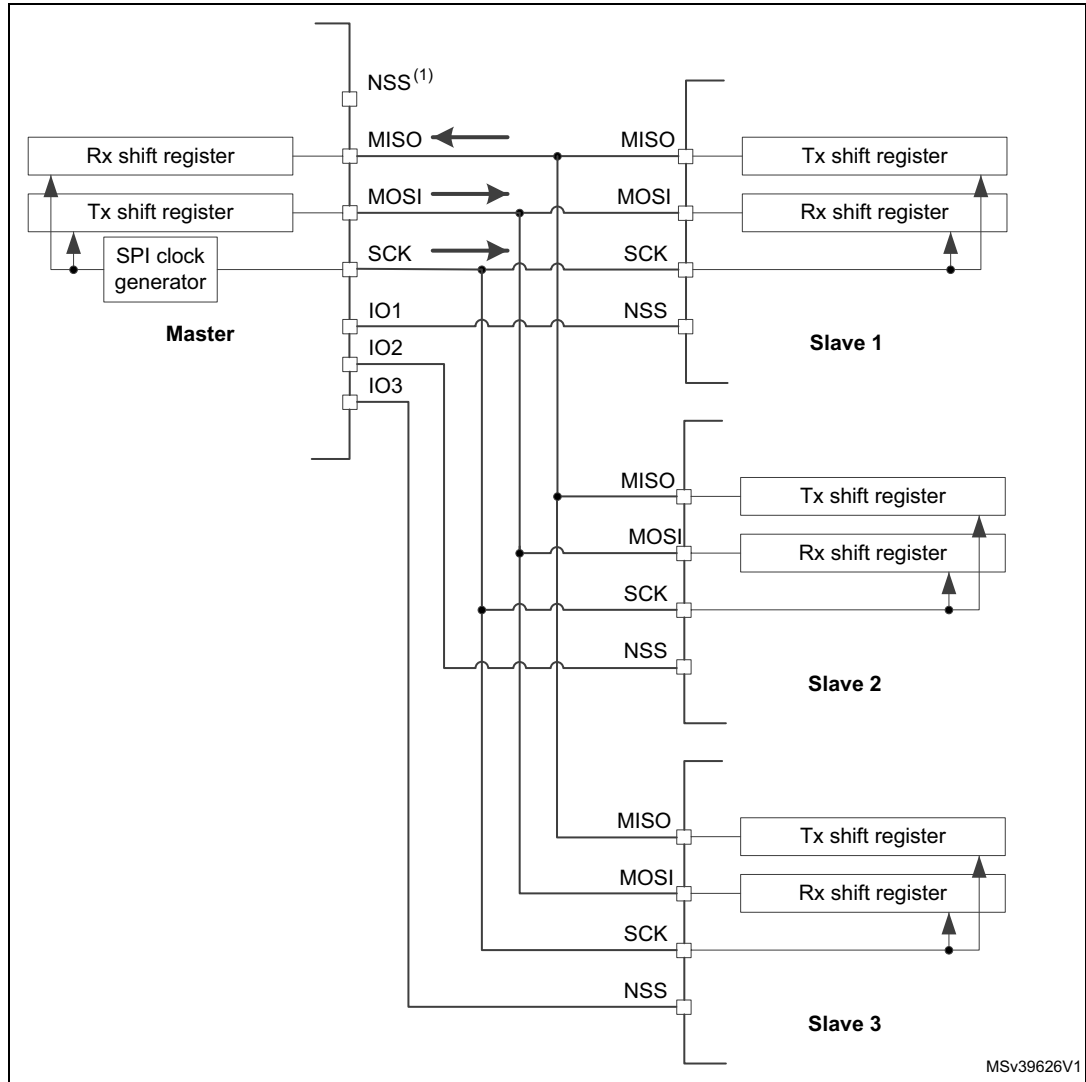 NSS(1)
MISO
MISO
Rx shift register
Tx shift register
MOSI
MOSI
Tx shift register
Rx shift register
SCK
SCK
SPI clock
generator
IO1
NSS
Master
Slave 1
IO2
IO3
MISO
Tx shift register
MOSI
Rx shift register
SCK
NSS
Slave 2
MISO
Tx shift register
MOSI
Rx shift register
SCK
NSS
Slave 3
MSv39626V1